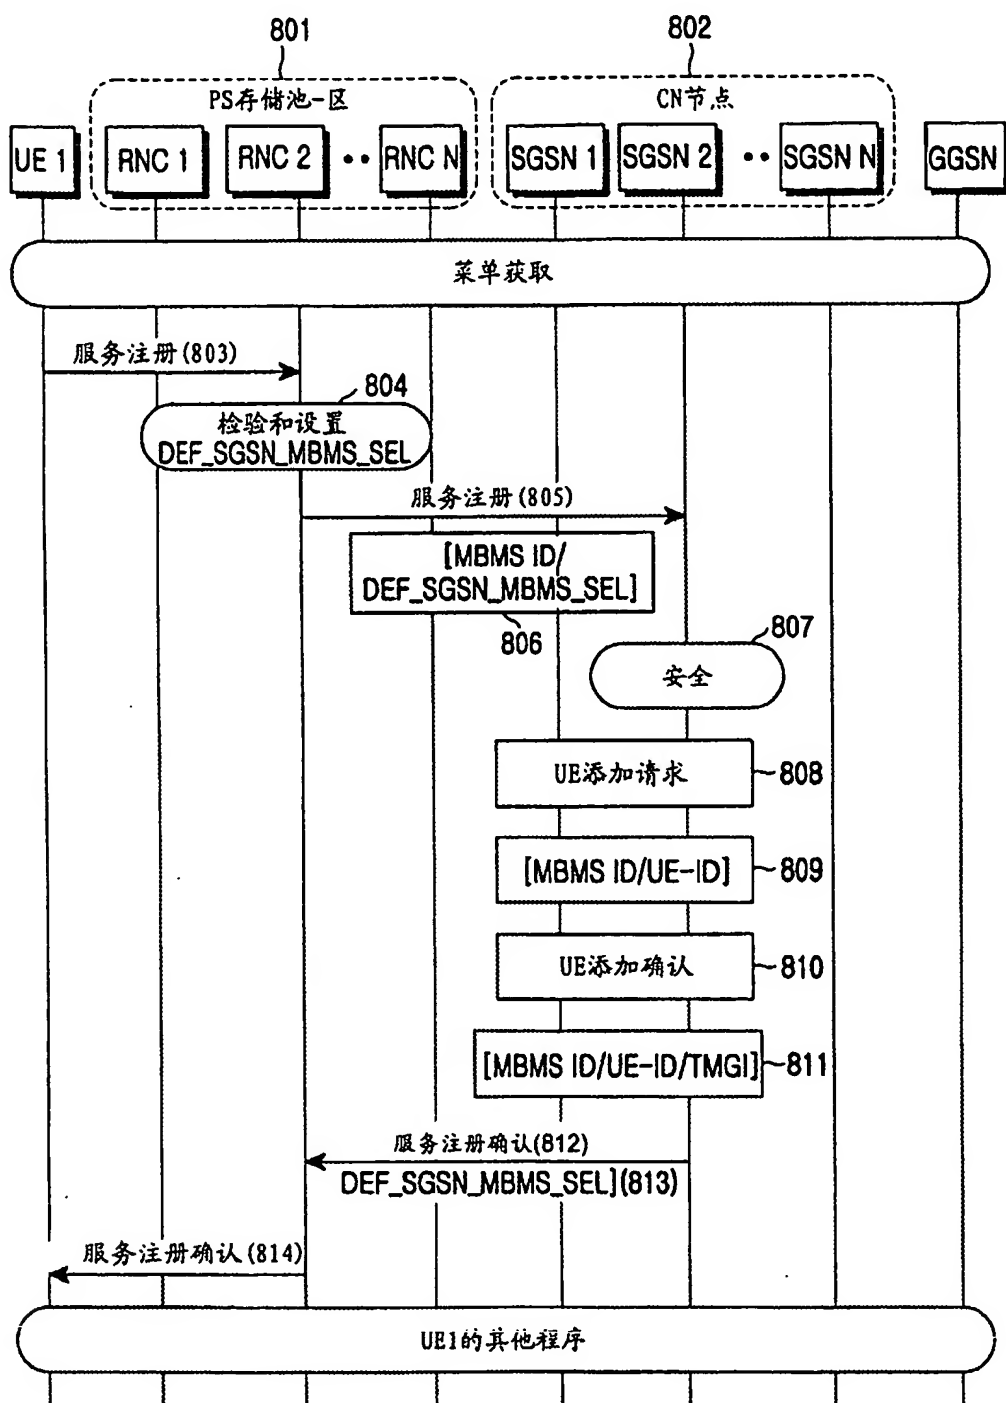 801
802
PS存储池-区
CN节点
UE 1
RNC 1
RNC 2
RNC N
SGSN 1
SGSN 2
SGSN N
GGSN
菜单获取
服务注册(803)
804
检验和设置
DEF_SGSN_MBMS_SEL
服务注册(805)
[MBMS ID/
DEF_SGSN_MBMS_SEL]
806
807
安全
UE添加请求
808
[MBMS ID/UE-ID]
809
UE添加确认
810
[MBMS ID/UE-ID/TMGI]
811
服务注册确认(812)
DEF_SGSN_MBMS_SEL](813)
服务注册确认(814)
UE1的其他程序